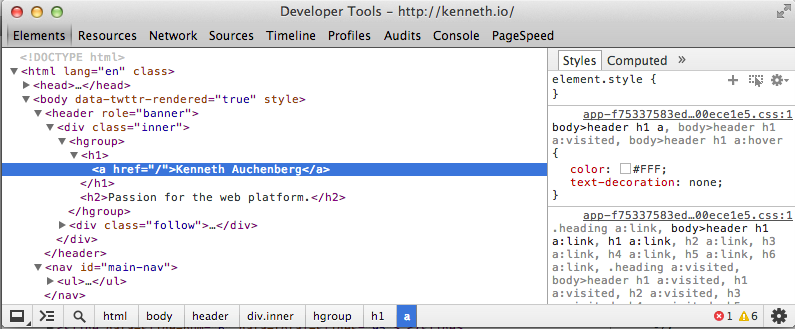 Developer Tools - http://kenneth.io/
Elements Resources Network Sources Timeline Profiles Audits Console PageSpeed
<!DOCTYPE html>
▼<html lang="en" class>
▶<head>…</head>
▼<body data-twttr-rendered="true" style>
▼<header role="banner">
▼<div class="inner">
▼<hgroup>
▼<h1>
<a href="/">Kenneth Auchenberg</a>
</h1>
<h2>Passion for the web platform.</h2>
</hgroup>
▶<div class="follow">…</div>
</div>
</header>
▼<nav id="main-nav">
▶<ul>…</ul>
</nav>
Styles Computed »
element.style {
}
app-f75337583ed…00ece1e5.css:1
body>header h1 a, body>header h1
a:visited, body>header h1 a:hover
{
color: #FFF;
text-decoration: none;
}
app-f75337583ed…00ece1e5.css:1
.heading a:link, body>header h1
a:link, h1 a:link, h2 a:link, h3
a:link, h4 a:link, h5 a:link, h6
a:link, .heading a:visited,
body>header h1 a:visited, h1
a:visited, h2 a:visited, h3
html body header div.inner hgroup h1 a 1 6